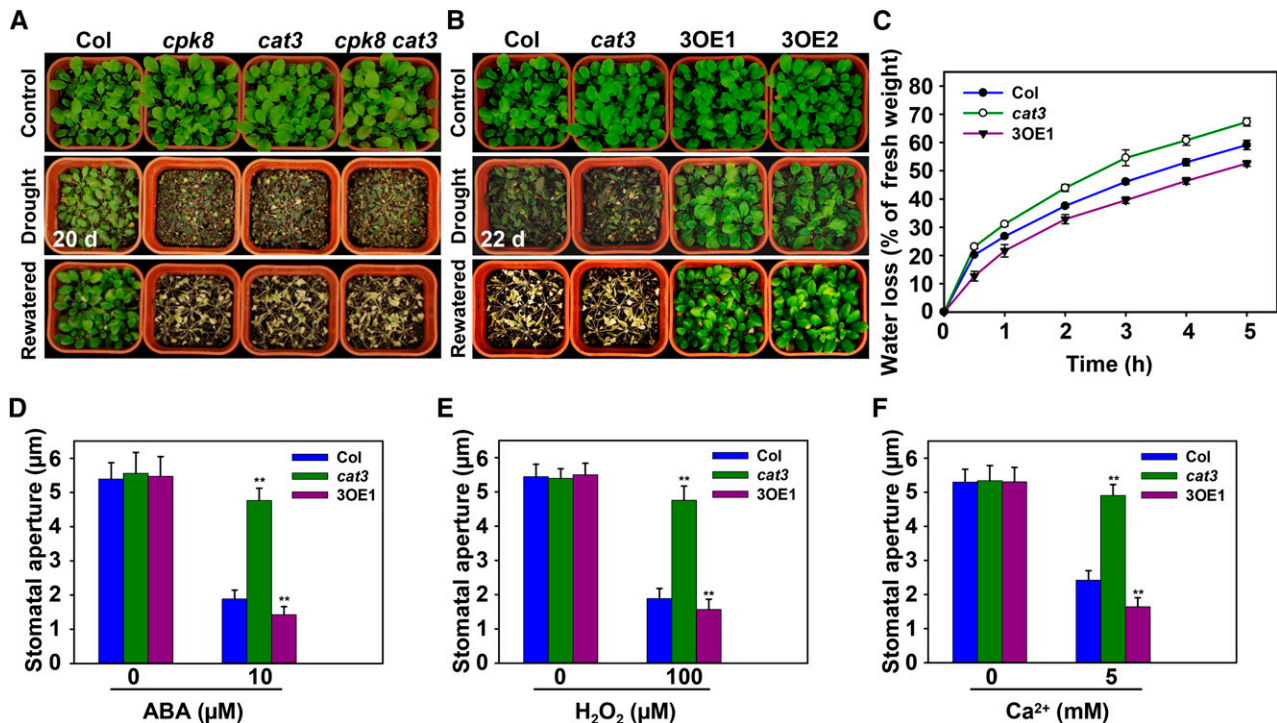 A
Col cpk8 cat3 cpk8 cat3
Control
Drought
20 d
Rewatered
B
Col cat3 3OE1 3OE2
Control
Drought
22 d
Rewatered
C
Water loss (% of fresh weight)
80
70
60
50
40
30
20
10
0
Col
cat3
3OE1
0 1 2 3 4 5
Time (h)
D
Stomatal aperture (µm)
6
5
4
3
2
1
0
Col
cat3
3OE1
**
**
0 10
ABA (µM)
E
Stomatal aperture (µm)
6
5
4
3
2
1
0
Col
cat3
3OE1
**
**
0 100
H₂O₂ (µM)
F
Stomatal aperture (µm)
6
5
4
3
2
1
0
Col
cat3
3OE1
**
**
0 5
Ca²⁺ (mM)